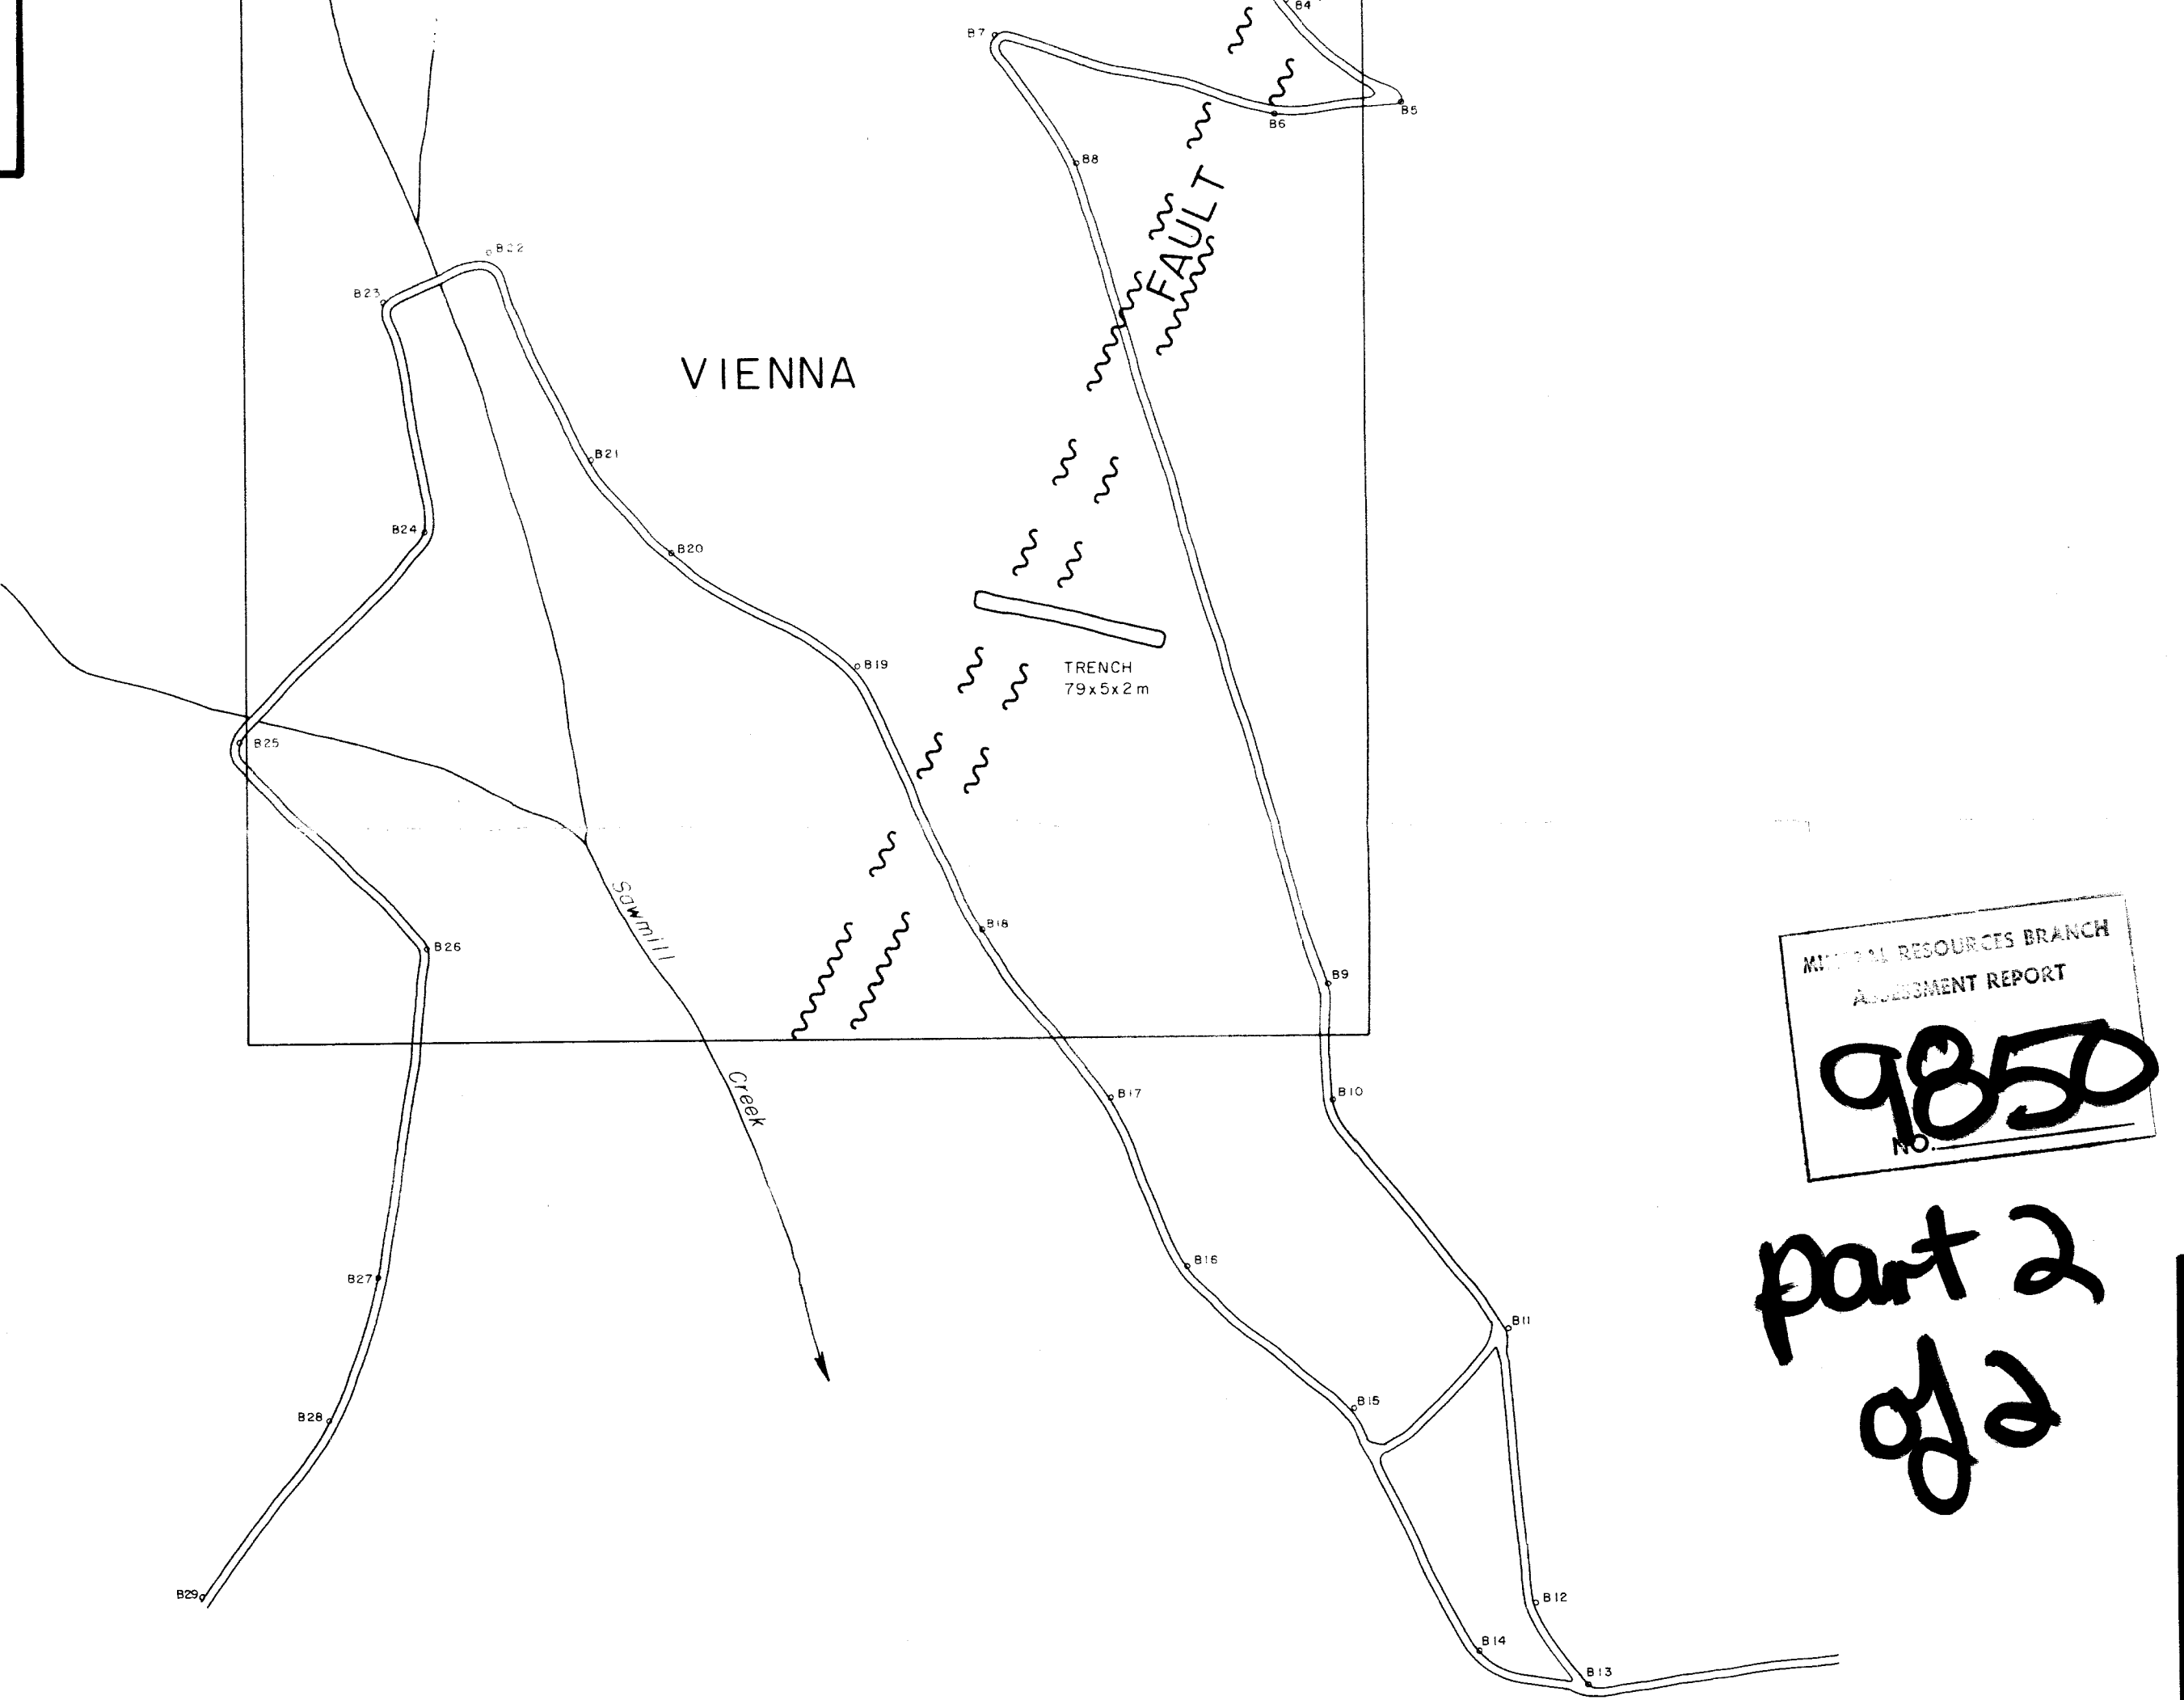 B4
B7
B5
B6
B8
FAULT
B22
B23
VIENNA
B21
B24
B20
B19
TRENCH
79x5x2m
B25
Sawmill
Creek
B18
B26
B9
B17
B10
MINERAL RESOURCES BRANCH
ASSESSMENT REPORT
9850
NO.
part 2
of 2
B16
B27
B11
B15
B28
B29
B12
B14
B13